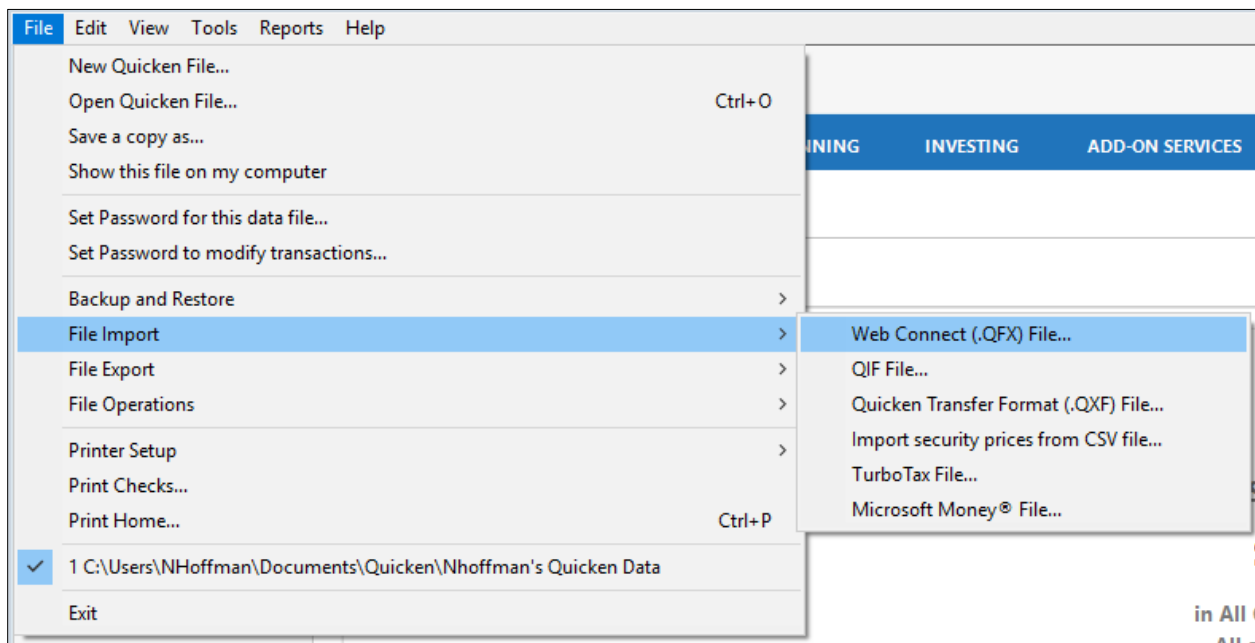 File Edit View Tools Reports Help
New Quicken File...
Open Quicken File... Ctrl+O
Save a copy as...
Show this file on my computer
INVESTING ADD-ON SERVICES
Set Password for this data file...
Set Password to modify transactions...
Backup and Restore
File Import
File Export
File Operations
Printer Setup
Print Checks...
Print Home... Ctrl+P
1 C:\Users\NHoffman\Documents\Quicken\Nhoffman's Quicken Data
Exit
Web Connect (.QFX) File...
QIF File...
Quicken Transfer Format (.QXF) File...
Import security prices from CSV file...
TurboTax File...
Microsoft Money® File...
in All